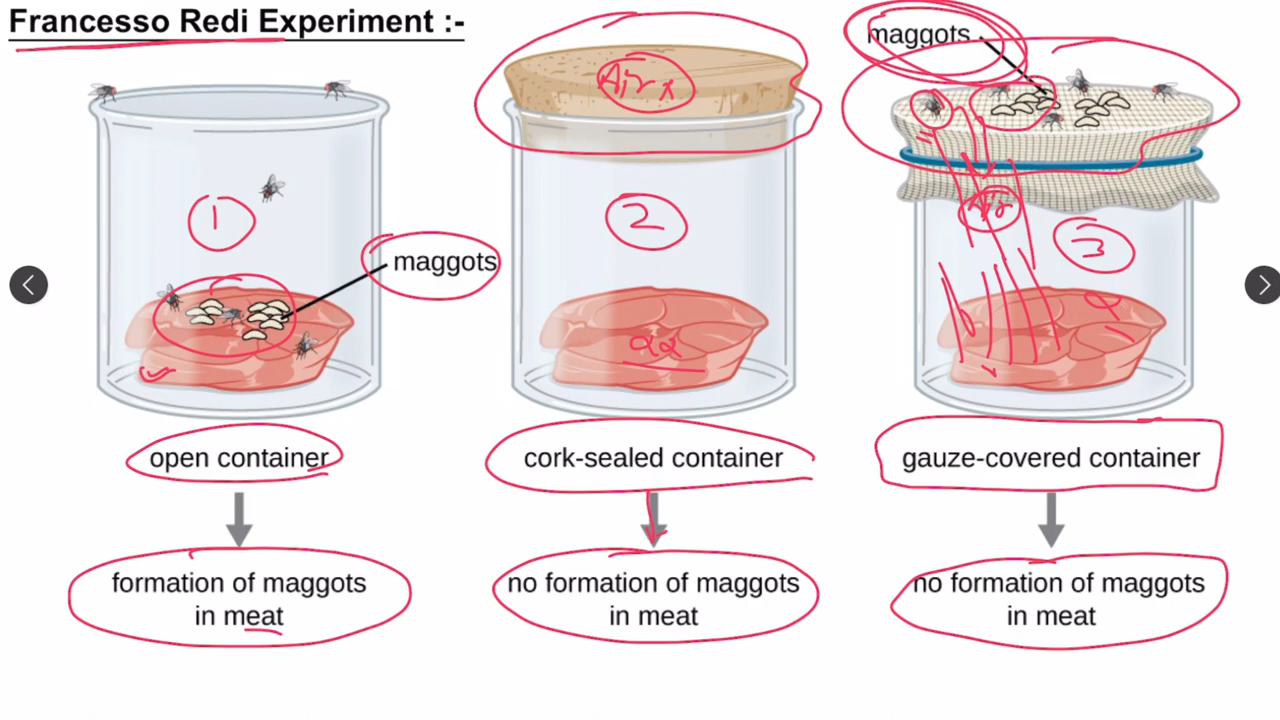 Francesso Redi Experiment :-
maggots
Air x
1
2
Air
3
maggots
open container
cork-sealed container
gauze-covered container
formation of maggots
in meat
no formation of maggots
in meat
no formation of maggots
in meat